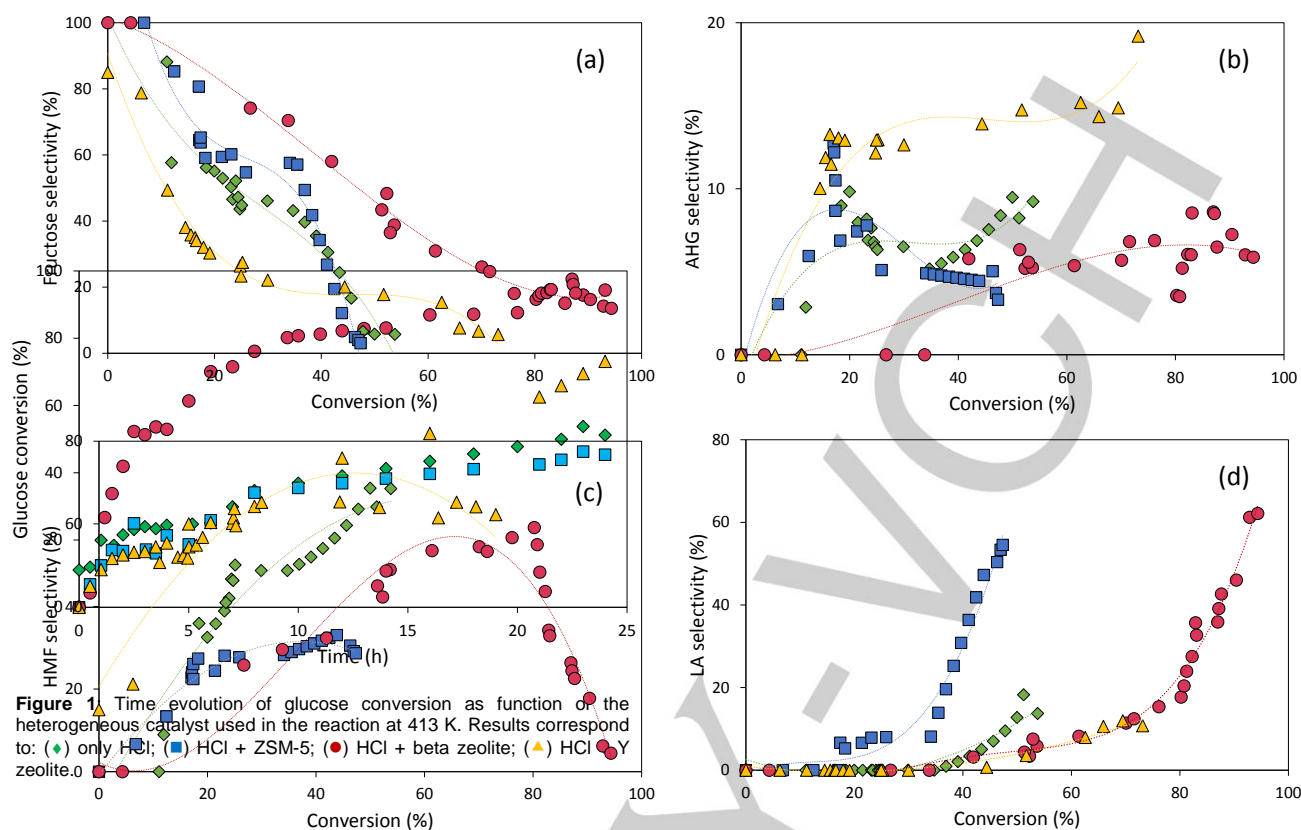 100
80
60
40
20
0
0 20 40 60 80 100
Fructose selectivity (%)
Conversion (%)
(a)
20
15
10
5
0
0 20 40 60 80 100
AHG selectivity (%)
Conversion (%)
(b)
100
80
60
40
20
0
0 5 10 15 20 25
Glucose conversion (%)
Time (h)
80
60
40
20
0
0 20 40 60 80 100
HMF selectivity (%)
Conversion (%)
(c)
Figure 1 Time evolution of glucose conversion as function of the
heterogeneous catalyst used in the reaction at 413 K. Results correspond
to: ( ) only HCl; ( ) HCl + ZSM-5; ( ) HCl + beta zeolite; ( ) HCl Y
zeolite.
80
60
40
20
0
0 20 40 60 80 100
LA selectivity (%)
Conversion (%)
(d)
Y-VCH